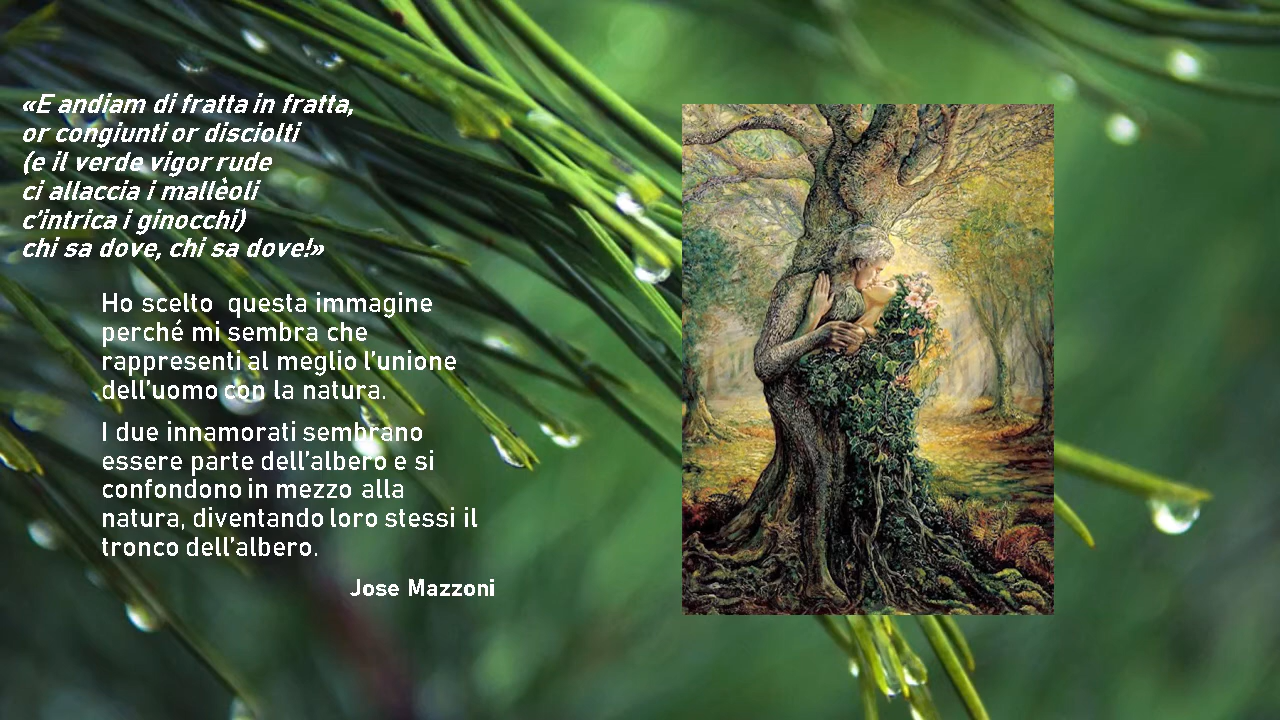 «E andiam di fratta in fratta,
or congiunti or disciolti
(e il verde vigor rude
ci allaccia i mallèoli
c'intrica i ginocchi)
chi sa dove, chi sa dove!»
Ho scelto questa immagine
perché mi sembra che
rappresenti al meglio l'unione
dell'uomo con la natura.
I due innamorati sembrano
essere parte dell'albero e si
confondono in mezzo alla
natura, diventando loro stessi il
tronco dell'albero.
Jose Mazzoni